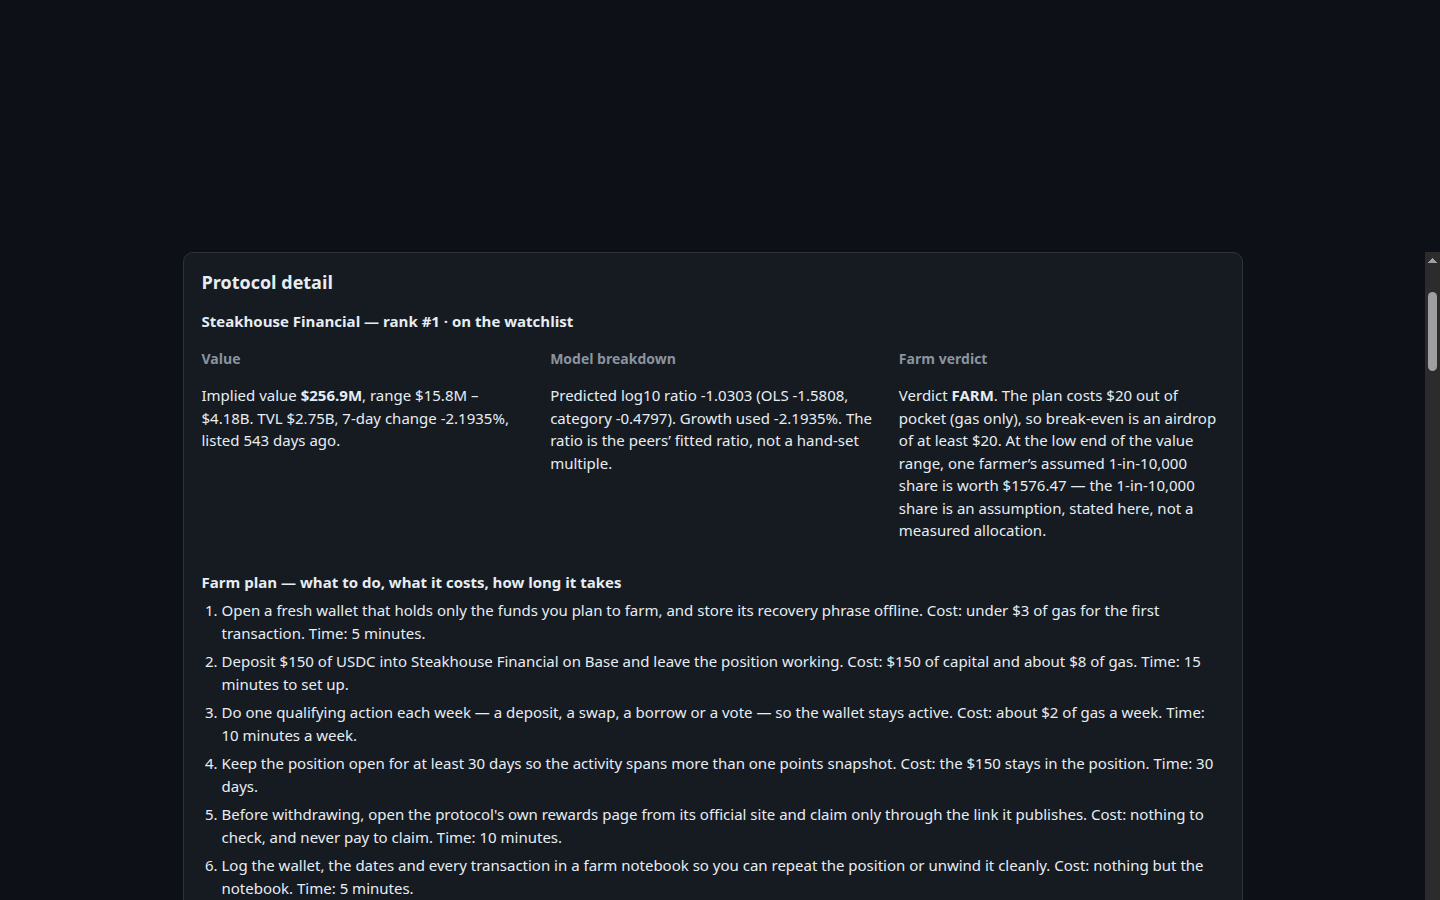 Protocol detail
Steakhouse Financial — rank #1 · on the watchlist
Value
Implied value $256.9M, range $15.8M –
$4.18B. TVL $2.75B, 7-day change -2.1935%,
listed 543 days ago.
Model breakdown
Predicted log10 ratio -1.0303 (OLS -1.5808,
category -0.4797). Growth used -2.1935%. The
ratio is the peers’ fitted ratio, not a hand-set
multiple.
Farm verdict
Verdict FARM. The plan costs $20 out of
pocket (gas only), so break-even is an airdrop
of at least $20. At the low end of the value
range, one farmer’s assumed 1-in-10,000
share is worth $1576.47 — the 1-in-10,000
share is an assumption, stated here, not a
measured allocation.
Farm plan — what to do, what it costs, how long it takes
1. Open a fresh wallet that holds only the funds you plan to farm, and store its recovery phrase offline. Cost: under $3 of gas for the first
transaction. Time: 5 minutes.
2. Deposit $150 of USDC into Steakhouse Financial on Base and leave the position working. Cost: $150 of capital and about $8 of gas. Time: 15
minutes to set up.
3. Do one qualifying action each week — a deposit, a swap, a borrow or a vote — so the wallet stays active. Cost: about $2 of gas a week. Time:
10 minutes a week.
4. Keep the position open for at least 30 days so the activity spans more than one points snapshot. Cost: the $150 stays in the position. Time: 30
days.
5. Before withdrawing, open the protocol's own rewards page from its official site and claim only through the link it publishes. Cost: nothing to
check, and never pay to claim. Time: 10 minutes.
6. Log the wallet, the dates and every transaction in a farm notebook so you can repeat the position or unwind it cleanly. Cost: nothing but the
notebook. Time: 5 minutes.